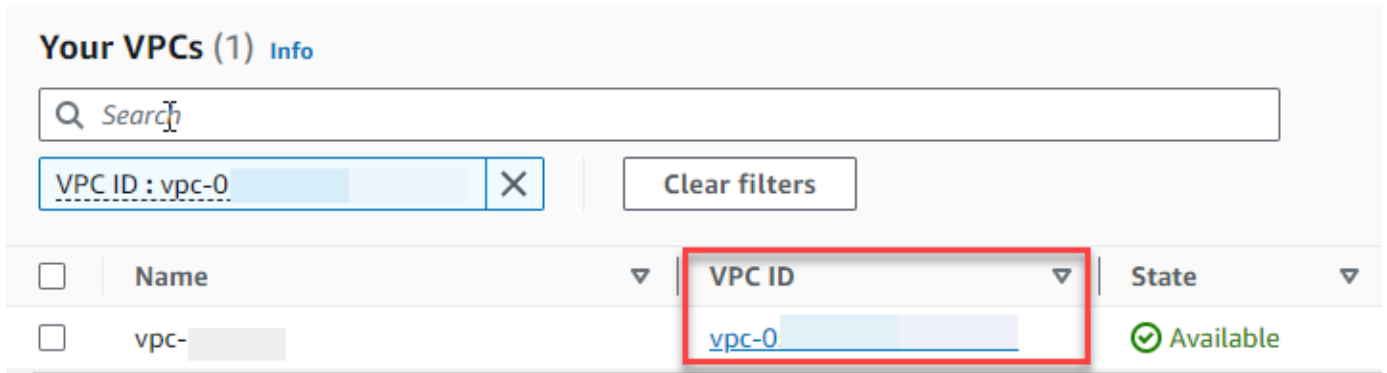 Your VPCs (1) Info
Search
VPC ID : vpc-0
Clear filters
Name VPC ID State
vpc- vpc-0 Available